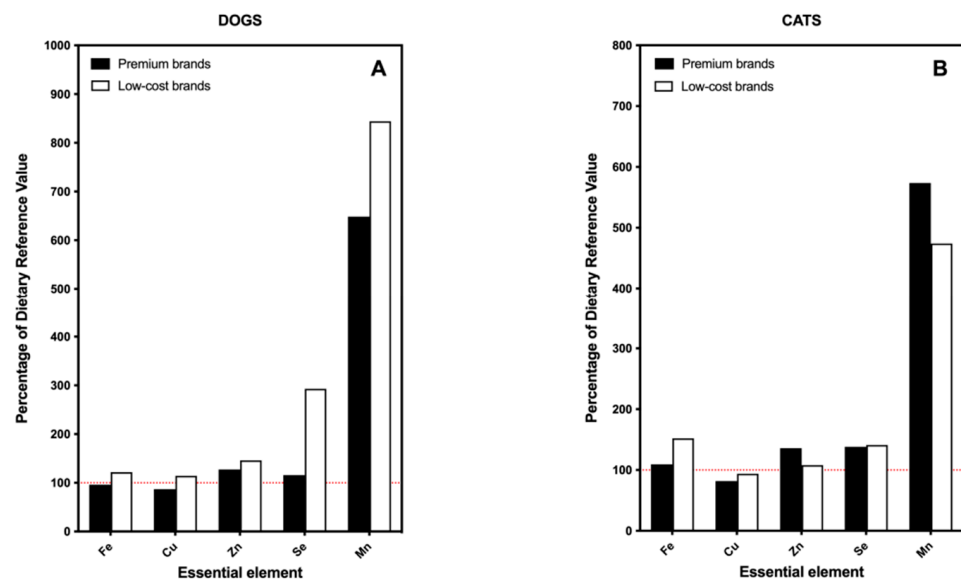 DOGS
A
Premium brands
Low-cost brands
Percentage of Dietary Reference Value
1000
900
800
700
600
500
400
300
200
100
0
Fe
Cu
Zn
Se
Mn
Essential element
CATS
B
Premium brands
Low-cost brands
Percentage of Dietary Reference Value
800
700
600
500
400
300
200
100
0
Fe
Cu
Zn
Se
Mn
Essential element